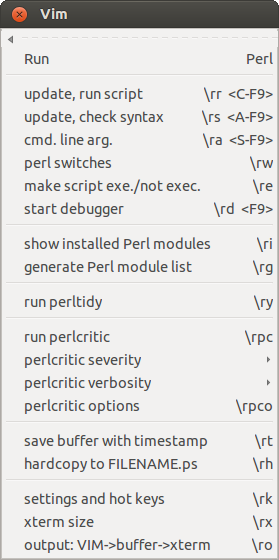 Vim
Run Perl
update, run script \rr <C-F9>
update, check syntax \rs <A-F9>
cmd. line arg. \ra <S-F9>
perl switches \rw
make script exe./not exec. \re
start debugger \rd <F9>
show installed Perl modules \ri
generate Perl module list \rg
run perltidy \ry
run perlcritic \rpc
perlcritic severity
perlcritic verbosity
perlcritic options \rpco
save buffer with timestamp \rt
hardcopy to FILENAME.ps \rh
settings and hot keys \rk
xterm size \rx
output: VIM->buffer->xterm \ro